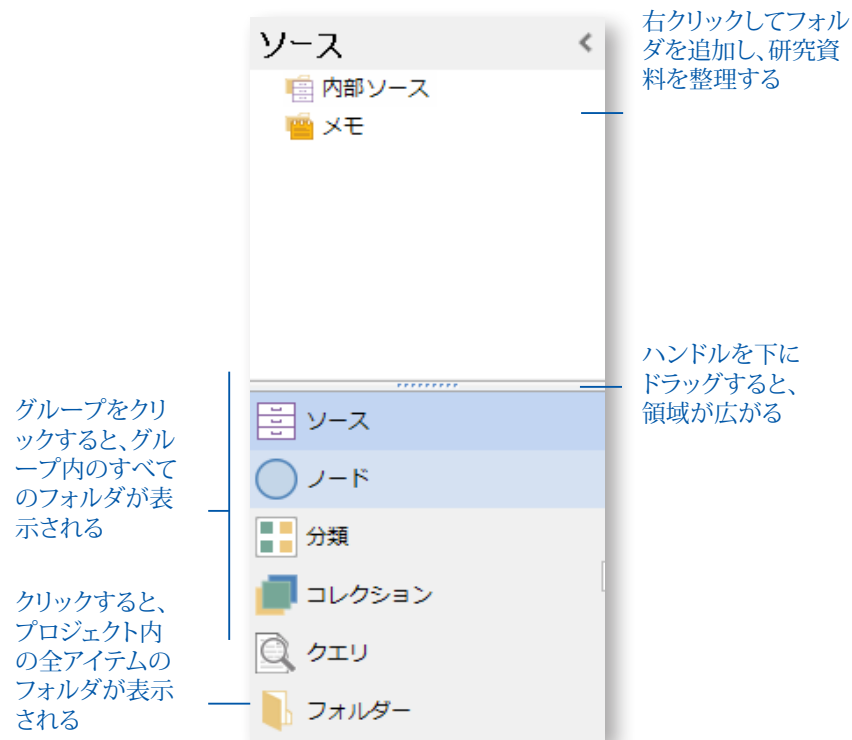 ソース
内部ソース
メモ
右クリックしてフォル
ダを追加し、研究資
料を整理する
ハンドルを下に
ドラッグすると、
領域が広がる
グループをクリ
ックすると、グル
ープ内のすべて
のフォルダが表
示される
クリックすると、
プロジェクト内
の全アイテムの
フォルダが表示
される
ソース
ノード
分類
コレクション
クエリ
フォルダー